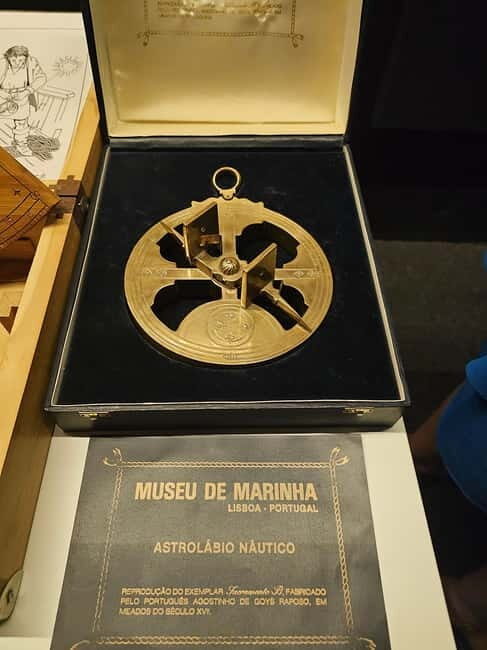 MUSEU DE MARINHA
LISBOA - PORTUGAL
ASTROLÁBIO NÁUTICO
REPRODUÇÃO DO EXEMPLAR Sacramento B, FABRICADO
PELO PORTUGUÊS AGOSTINHO DE GOYS RAPOSO, EM
MEADOS DO SÉCULO XVI.